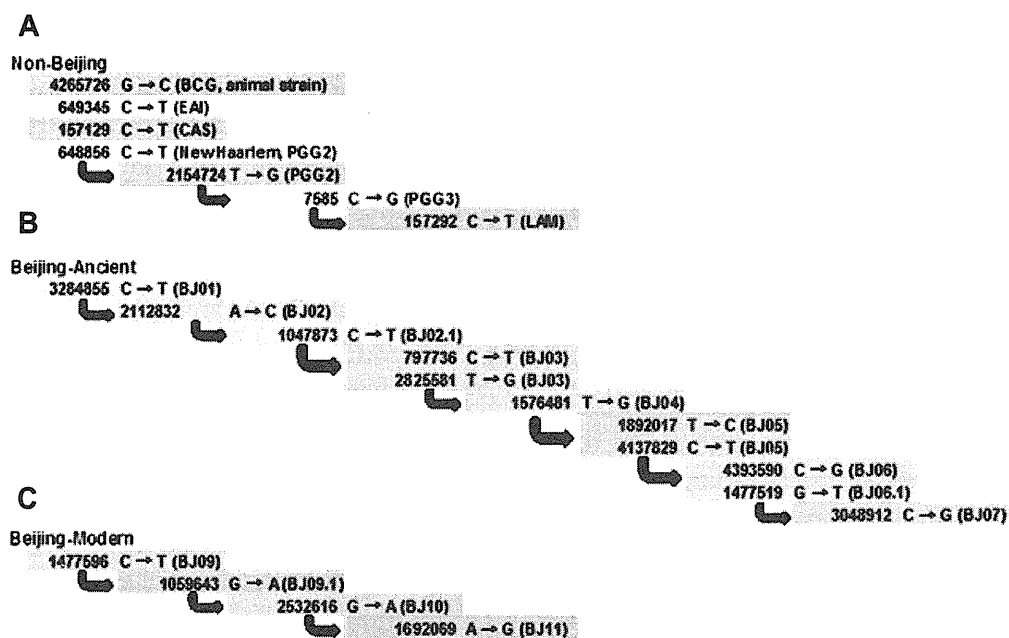 A
Non-Beijing
4265726 G → C (BCG, animal strain)
649345 C → T (EAI)
157129 C → T (CAS)
648856 C → T (New Haarlem, PGG2)
2154724 T → G (PGG2)
7585 C → G (PGG3)
157292 C → T (LAM)
B
Beijing-Ancient
3284855 C → T (BJ01)
2112832 A → C (BJ02)
1047873 C → T (BJ02.1)
797736 C → T (BJ03)
2825581 T → G (BJ03)
1576481 T → G (BJ04)
1892017 T → C (BJ05)
4137829 C → T (BJ05)
4393590 C → G (BJ06)
1477519 G → T (BJ06.1)
3048912 C → G (BJ07)
C
Beijing-Modern
1477596 C → T (BJ09)
1059643 G → A (BJ09.1)
2532616 G → A (BJ10)
1692069 A → G (BJ11)